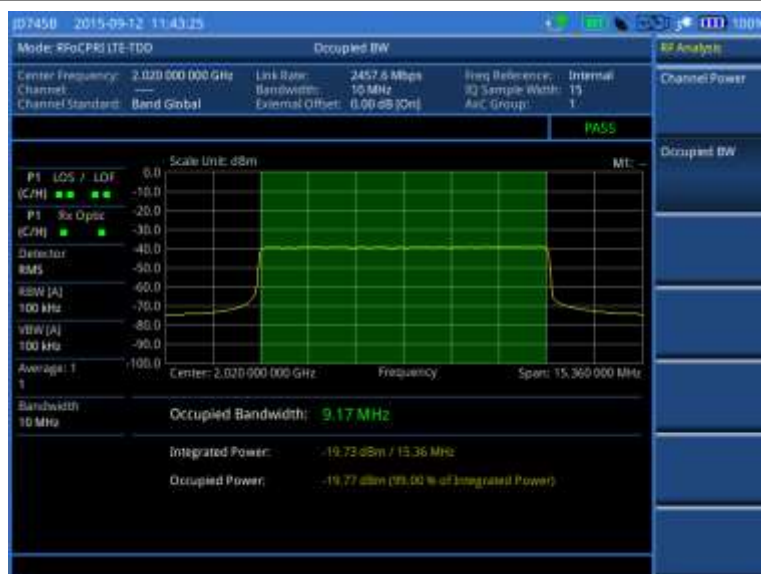 JD745B 2015-09-12 11:43:25
100%
Mode: RFoCPRI LTE-TDD
Occupied BW
RF Analysis
Center Frequency: 2.020 000 000 GHz
Link Rate: 2457.6 Mbps
Freq Reference: Internal
Channel: ----
Bandwidth: 10 MHz
IQ Sample Width: 15
Channel Standard: Band Global
External Offset: 0.00 dB [On]
AxC Group: 1
Channel Power
PASS
Occupied BW
Scale Unit: dBm
M1: --
P1 LOS / LOF
(C/H)
P1 Rx Optic
(C/H)
Detector
RMS
RBW [A]
100 kHz
VBW [A]
100 kHz
Average: 1
1
Bandwidth
10 MHz
0.0
-10.0
-20.0
-30.0
-40.0
-50.0
-60.0
-70.0
-80.0
-90.0
-100.0
Center: 2.020 000 000 GHz
Frequency
Span: 15.360 000 MHz
Occupied Bandwidth: 9.17 MHz
Integrated Power: -19.73 dBm / 15.36 MHz
Occupied Power: -19.77 dBm (99.00 % of Integrated Power)